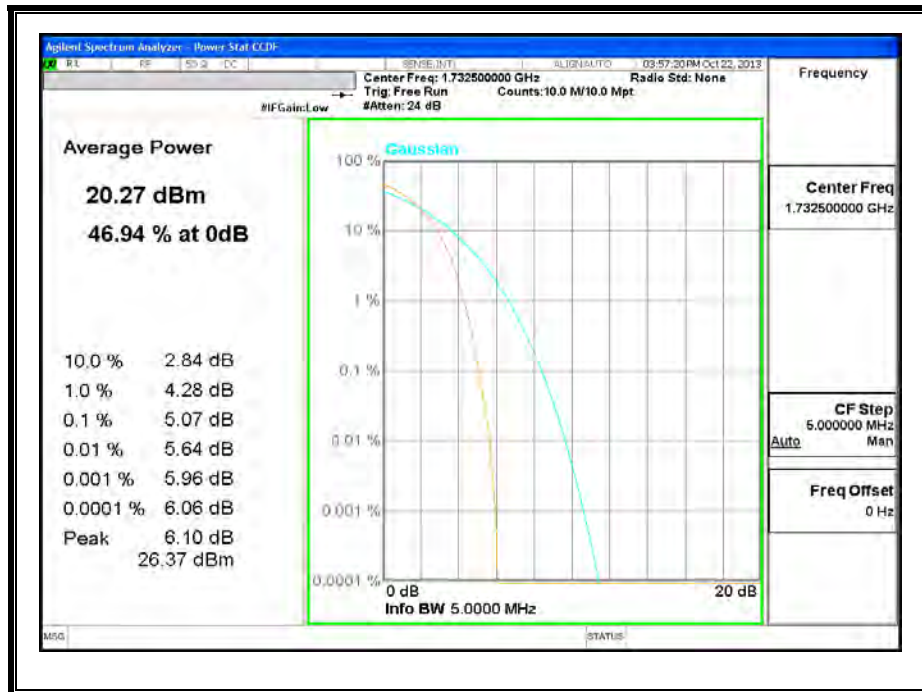 Agilent Spectrum Analyzer - Power Stat CCDF
RL RF 50 Ω DC SENSE:INT ALIGN AUTO 03:57:20 PM Oct 22, 2013
Center Freq: 1.732500000 GHz Radio Std: None
Trig: Free Run Counts:10.0 M/10.0 Mpt
#IFGain:Low #Atten: 24 dB
Average Power
20.27 dBm
46.94 % at 0dB
10.0 % 2.84 dB
1.0 % 4.28 dB
0.1 % 5.07 dB
0.01 % 5.64 dB
0.001 % 5.96 dB
0.0001 % 6.06 dB
Peak 6.10 dB
26.37 dBm
Gaussian
100 %
10 %
1 %
0.1 %
0.01 %
0.001 %
0.0001 %
0 dB 20 dB
Info BW 5.0000 MHz
Frequency
Center Freq
1.732500000 GHz
CF Step
5.000000 MHz
Auto Man
Freq Offset
0 Hz
MSG STATUS